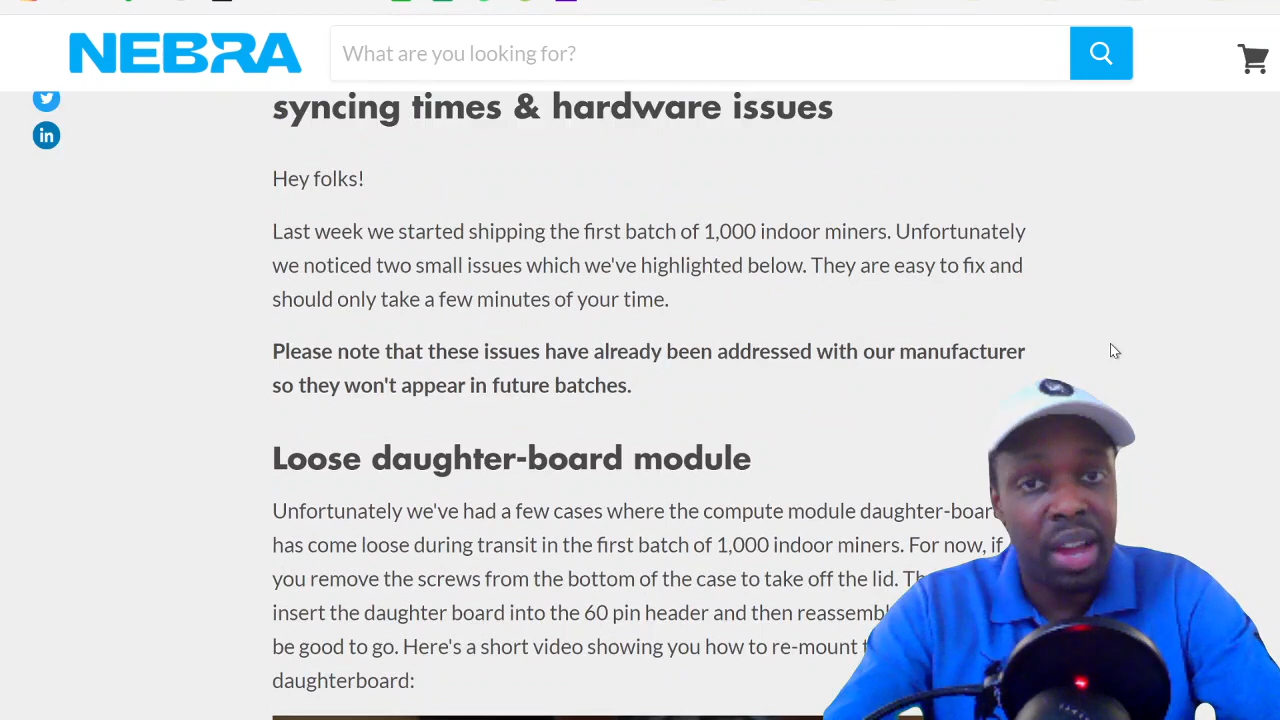 NEBRA
What are you looking for?
in
syncing times & hardware issues
Hey folks!
Last week we started shipping the first batch of 1,000 indoor miners. Unfortunately
we noticed two small issues which we've highlighted below. They are easy to fix and
should only take a few minutes of your time.
Please note that these issues have already been addressed with our manufacturer
so they won't appear in future batches.
Loose daughter-board module
Unfortunately we've had a few cases where the compute module daughter-board
has come loose during transit in the first batch of 1,000 indoor miners. For now, if
you remove the screws from the bottom of the case to take off the lid.
insert the daughter board into the 60 pin header and then
be good to go. Here's a short video showing you how to re-mount
daughterboard: